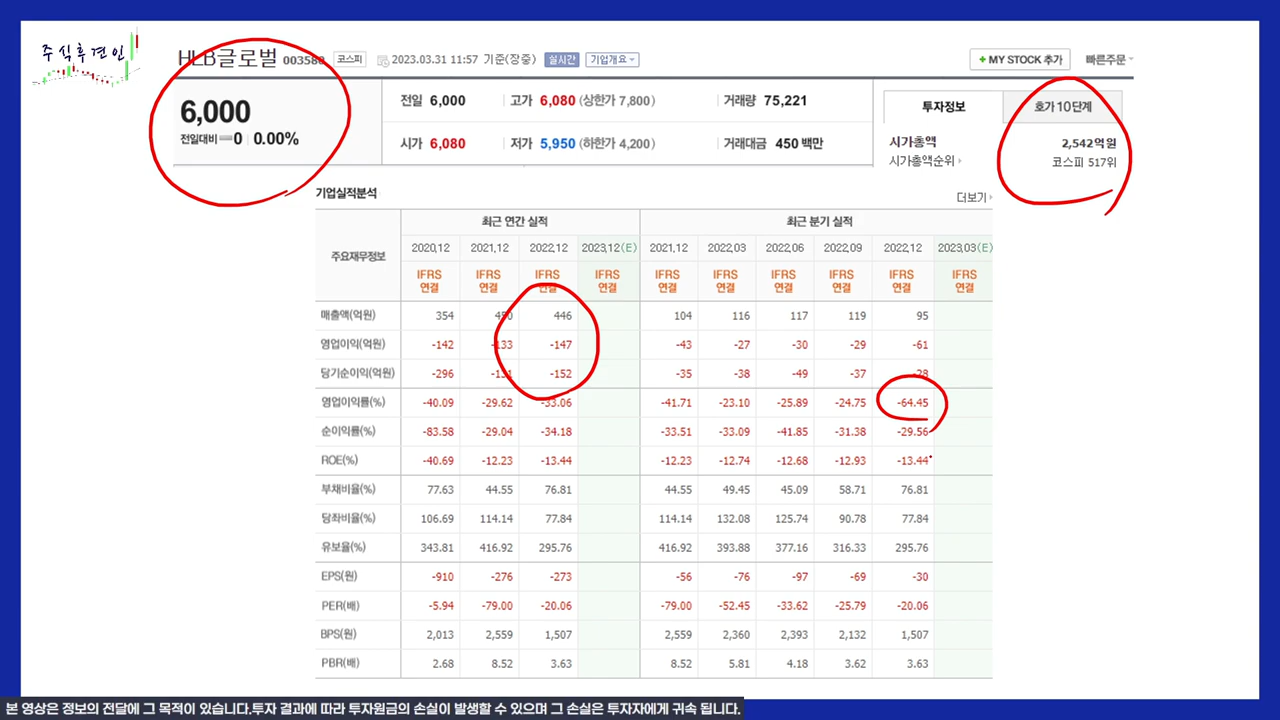 주식후견인
HLB글로벌 003580 코스피 2023.03.31 11:57 기준(장중) 실시간 기업개요
+ MY STOCK 추가 빠른주문
6,000
전일대비 0 0.00%
전일 6,000 고가 6,080 (상한가 7,800) 거래량 75,221
시가 6,080 저가 5,950 (하한가 4,200) 거래대금 450 백만
투자정보 호가 10단계
시가총액 2,542억원
시가총액순위 코스피 517위
기업실적분석 더보기
주요재무정보 최근 연간 실적 최근 분기 실적
2020.12 2021.12 2022.12 2023.12(E) 2021.12 2022.03 2022.06 2022.09 2022.12 2023.03(E)
IFRS IFRS IFRS IFRS IFRS IFRS IFRS IFRS IFRS IFRS
연결 연결 연결 연결 연결 연결 연결 연결 연결 연결
매출액(억원) 354 450 446 104 116 117 119 95
영업이익(억원) -142 -133 -147 -43 -27 -30 -29 -61
당기순이익(억원) -296 -131 -152 -35 -38 -49 -37 -28
영업이익률(%) -40.09 -29.62 -33.06 -41.71 -23.10 -25.89 -24.75 -64.45
순이익률(%) -83.58 -29.04 -34.18 -33.51 -33.09 -41.85 -31.38 -29.56
ROE(%) -40.69 -12.23 -13.44 -12.23 -12.74 -12.68 -12.93 -13.44
부채비율(%) 77.63 44.55 76.81 44.55 49.45 45.09 58.71 76.81
당좌비율(%) 106.69 114.14 77.84 114.14 132.08 125.74 90.78 77.84
유보율(%) 343.81 416.92 295.76 416.92 393.88 377.16 316.33 295.76
EPS(원) -910 -276 -273 -56 -76 -97 -69 -30
PER(배) -5.94 -79.00 -20.06 -79.00 -52.45 -33.62 -25.79 -20.06
BPS(원) 2,013 2,559 1,507 2,559 2,360 2,393 2,132 1,507
PBR(배) 2.68 8.52 3.63 8.52 5.81 4.18 3.62 3.63
본 영상은 정보의 전달에 그 목적이 있습니다.투자 결과에 따라 투자원금의 손실이 발생할 수 있으며 그 손실은 투자자에게 귀속 됩니다.